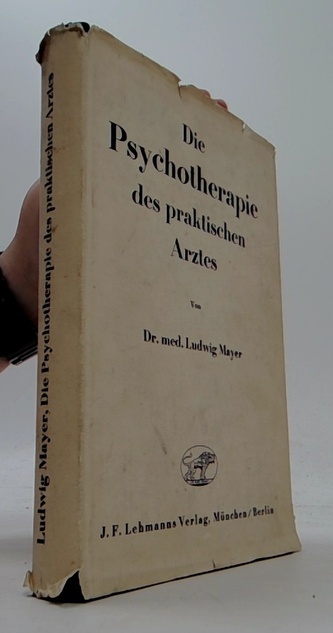 Die
Psychotherapie
des praktischen
Arztes
Von
Dr. med. Ludwig Mayer
J. F. Lehmanns Verlag, München/Berlin
Ludwig Mayer, Die Psychotherapie des praktischen Arztes